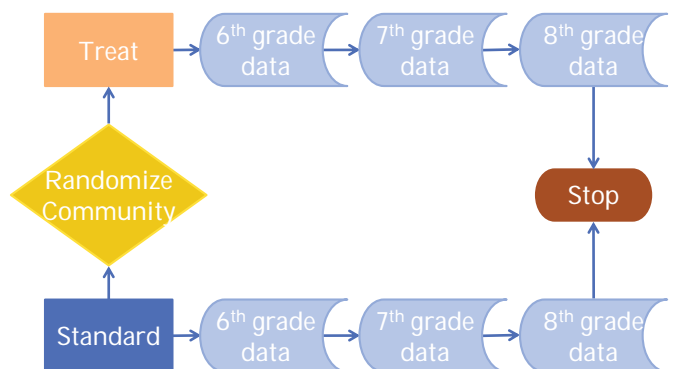 Treat
6th grade
data
7th grade
data
8th grade
data
Randomize
Community
Stop
Standard
6th grade
data
7th grade
data
8th grade
data